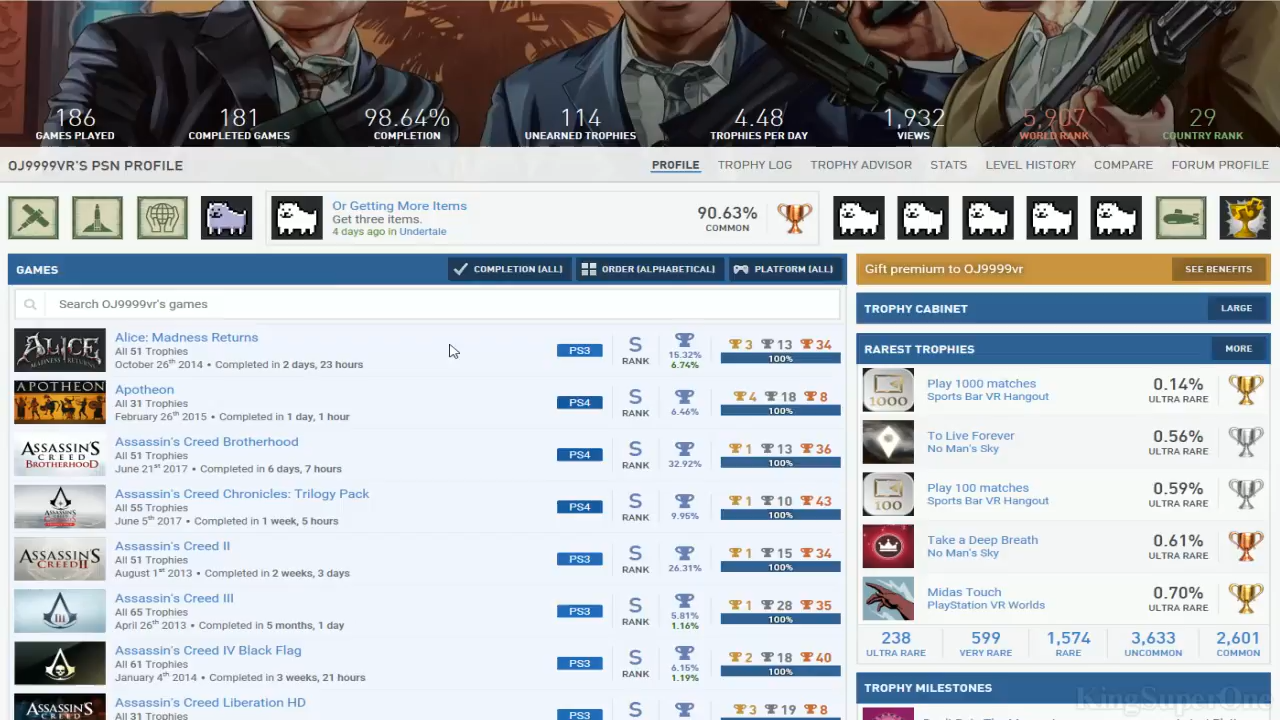 186
GAMES PLAYED
181
COMPLETED GAMES
98.64%
COMPLETION
114
UNEARNED TROPHIES
4.48
TROPHIES PER DAY
1,932
VIEWS
5,907
WORLD RANK
29
COUNTRY RANK
OJ9999VR'S PSN PROFILE
PROFILE TROPHY LOG TROPHY ADVISOR STATS LEVEL HISTORY COMPARE FORUM PROFILE
Or Getting More Items
Get three items.
4 days ago in Undertale
90.63%
COMMON
GAMES
COMPLETION (ALL) ORDER (ALPHABETICAL) PLATFORM (ALL)
Search OJ9999vr's games
ALICE
MADNESS RETURNS
Alice: Madness Returns
All 51 Trophies
October 26th 2014 • Completed in 2 days, 23 hours
PS3
S
RANK
15.32%
6.74%
3 13 34
100%
APOTHEON
Apotheon
All 31 Trophies
February 26th 2015 • Completed in 1 day, 1 hour
PS4
S
RANK
6.46%
4 18 8
100%
ASSASSIN'S
CREED
BROTHERHOOD
Assassin's Creed Brotherhood
All 51 Trophies
June 21st 2017 • Completed in 6 days, 7 hours
PS4
S
RANK
32.92%
1 13 36
100%
Assassin's Creed Chronicles: Trilogy Pack
All 55 Trophies
June 5th 2017 • Completed in 1 week, 5 hours
PS4
S
RANK
9.95%
1 10 43
100%
ASSASSIN'S
CREED II
Assassin's Creed II
All 51 Trophies
August 1st 2013 • Completed in 2 weeks, 3 days
PS3
S
RANK
26.31%
1 15 34
100%
III
Assassin's Creed III
All 65 Trophies
April 26th 2013 • Completed in 5 months, 1 day
PS3
S
RANK
5.81%
1.16%
1 28 35
100%
Assassin's Creed IV Black Flag
All 61 Trophies
January 4th 2014 • Completed in 3 weeks, 21 hours
PS3
S
RANK
6.15%
1.19%
2 18 40
100%
ASSASSIN'S
Assassin's Creed Liberation HD
All 31 Trophies
PS3
S
3 19 8
Gift premium to OJ9999vr
SEE BENEFITS
TROPHY CABINET
LARGE
RAREST TROPHIES
MORE
1000
Play 1000 matches
Sports Bar VR Hangout
0.14%
ULTRA RARE
To Live Forever
No Man's Sky
0.56%
ULTRA RARE
100
Play 100 matches
Sports Bar VR Hangout
0.59%
ULTRA RARE
Take a Deep Breath
No Man's Sky
0.61%
ULTRA RARE
Midas Touch
PlayStation VR Worlds
0.70%
ULTRA RARE
238
ULTRA RARE
599
VERY RARE
1,574
RARE
3,633
UNCOMMON
2,601
COMMON
TROPHY MILESTONES
KingSuperOne